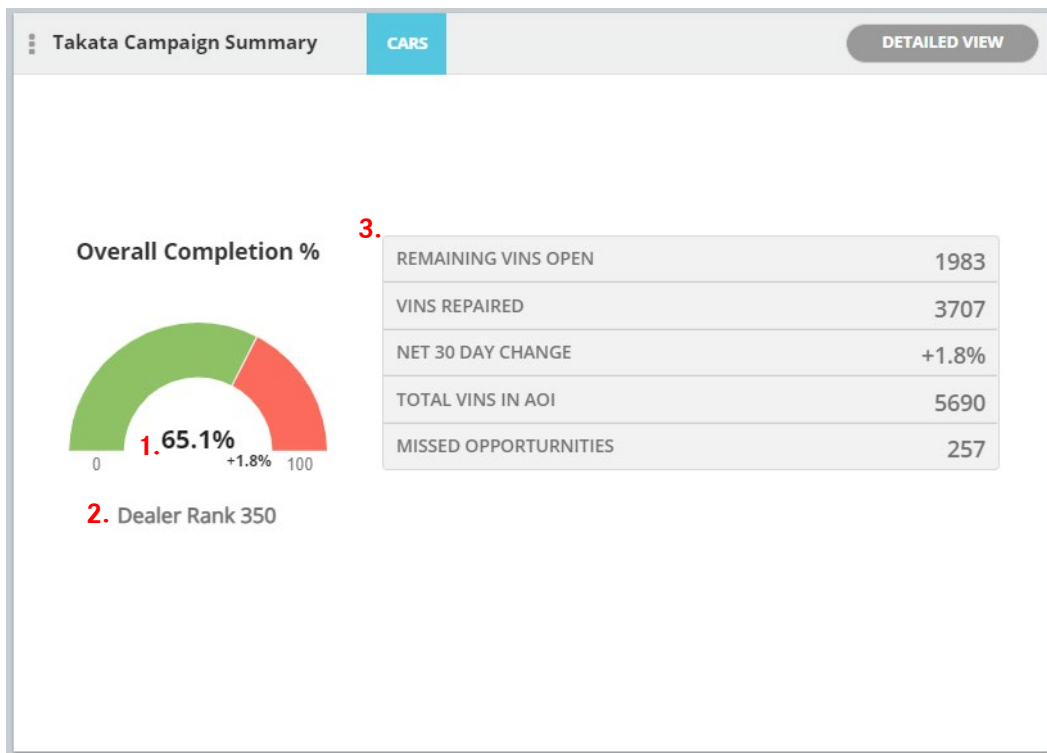 Takata Campaign Summary
CARS
DETAILED VIEW
Overall Completion %
1. 65.1%
+1.8%
0
100
2. Dealer Rank 350
3.
REMAINING VINS OPEN 1983
VINS REPAIRED 3707
NET 30 DAY CHANGE +1.8%
TOTAL VINS IN AOI 5690
MISSED OPPORTURNITIES 257